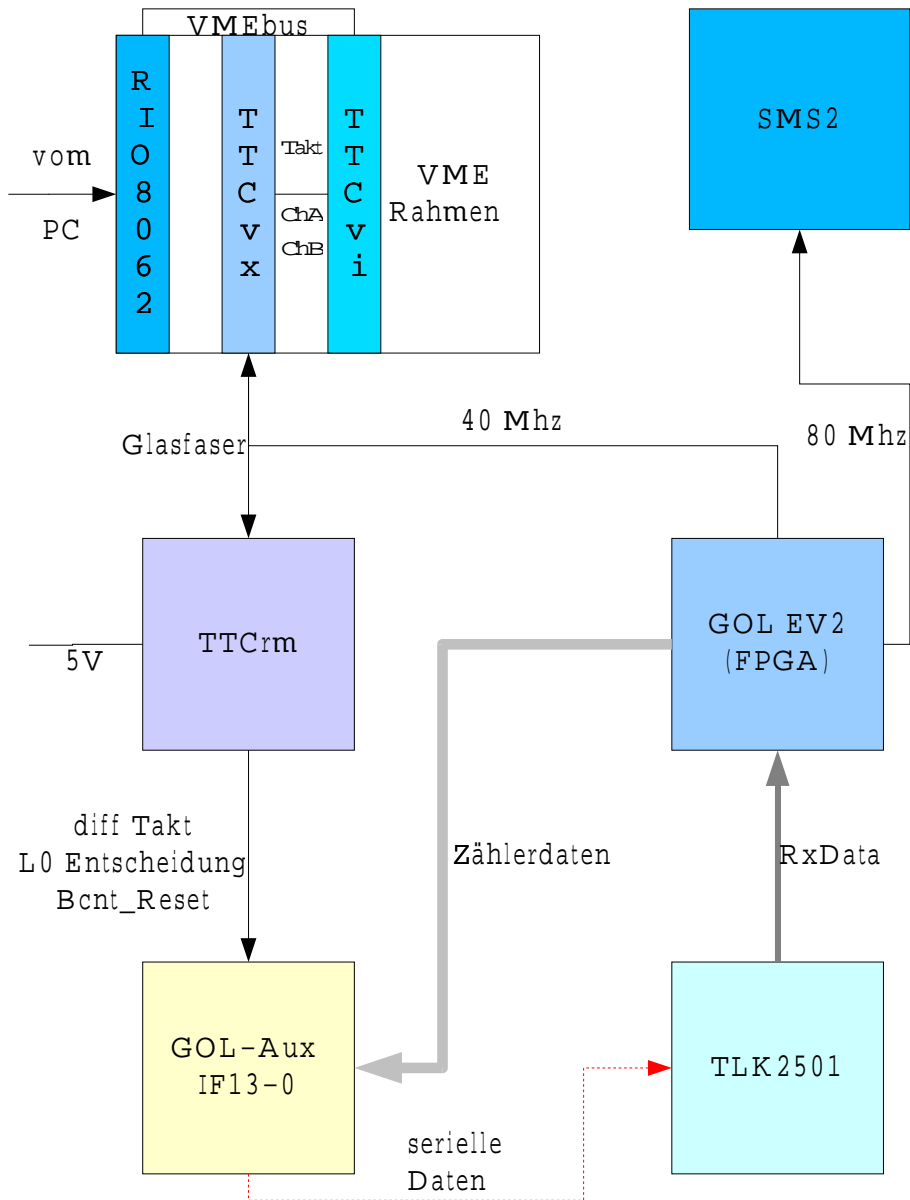 VMEbus
RIO8062
TTCvx
TTCvi
Takt
ChA
ChB
VME
Rahmen
vom
PC
SMS2
40 Mhz
80 Mhz
Glasfaser
TTCrm
5V
GOL EV2
(FPGA)
diff Takt
L0 Entscheidung
Bcnt_Reset
Zählerdaten
RxData
GOL-Aux
IF13-0
TLK2501
serielle
Daten